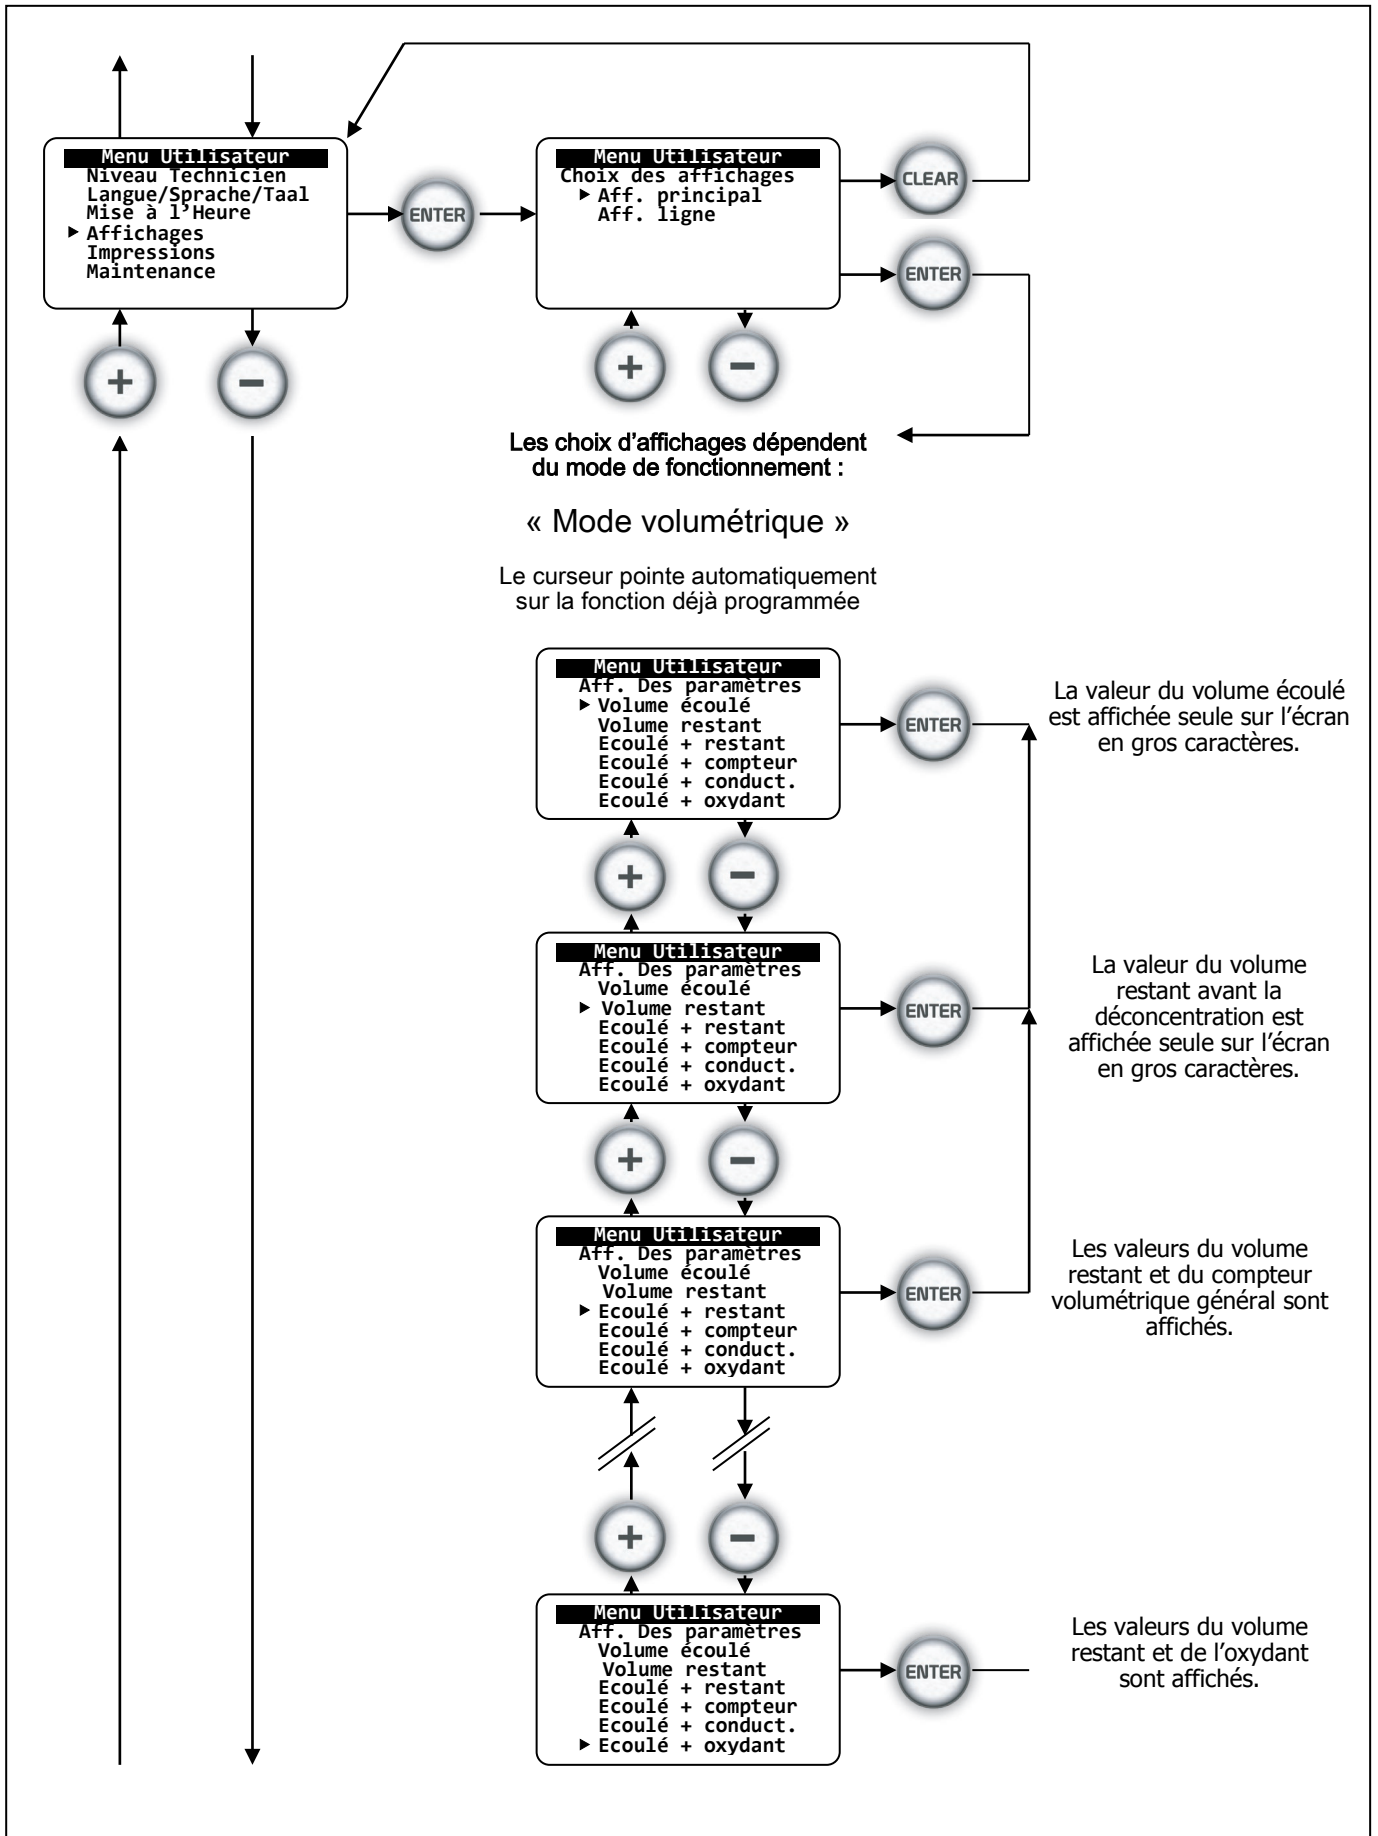 Menu Utilisateur
Niveau Technicien
Langue/Sprache/Taal
Mise à l'Heure
▶ Affichages
Impressions
Maintenance
ENTER
Menu Utilisateur
Choix des affichages
▶ Aff. principal
Aff. ligne
CLEAR
ENTER
+
−
+
−
Les choix d'affichages dépendent
du mode de fonctionnement :
« Mode volumétrique »
Le curseur pointe automatiquement
sur la fonction déjà programmée
Menu Utilisateur
Aff. Des paramètres
▶ Volume écoulé
Volume restant
Ecoulé + restant
Ecoulé + compteur
Ecoulé + conduct.
Ecoulé + oxydant
ENTER
La valeur du volume écoulé
est affichée seule sur l'écran
en gros caractères.
+
−
Menu Utilisateur
Aff. Des paramètres
Volume écoulé
▶ Volume restant
Ecoulé + restant
Ecoulé + compteur
Ecoulé + conduct.
Ecoulé + oxydant
ENTER
La valeur du volume
restant avant la
déconcentration est
affichée seule sur l'écran
en gros caractères.
+
−
Menu Utilisateur
Aff. Des paramètres
Volume écoulé
Volume restant
▶ Ecoulé + restant
Ecoulé + compteur
Ecoulé + conduct.
Ecoulé + oxydant
ENTER
Les valeurs du volume
restant et du compteur
volumétrique général sont
affichés.
+
−
Menu Utilisateur
Aff. Des paramètres
Volume écoulé
Volume restant
Ecoulé + restant
Ecoulé + compteur
Ecoulé + conduct.
▶ Ecoulé + oxydant
ENTER
Les valeurs du volume
restant et de l'oxydant
sont affichés.